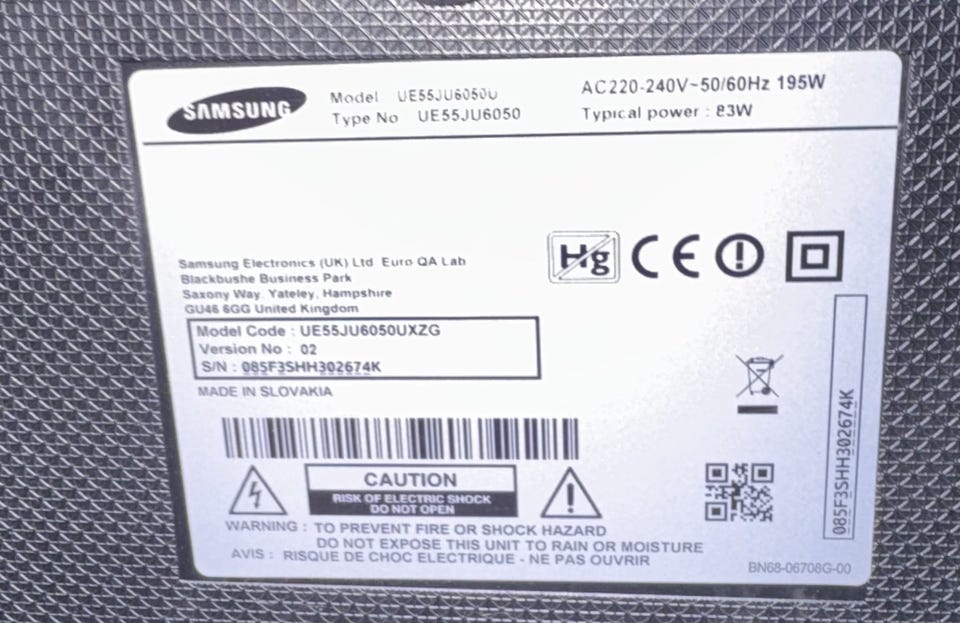 SAMSUNG
Model UE55JU6050U
Type No UE55JU6050
AC220-240V~50/60Hz 195W
Typical power : 83W
Hg CE
Samsung Electronics (UK) Ltd Euro QA Lab
Blackbushe Business Park
Saxony Way, Yateley, Hampshire
GU46 6GG United Kingdom
Model Code : UE55JU6050UXZG
Version No : 02
S/N : 085F3SHH302674K
MADE IN SLOVAKIA
CAUTION
RISK OF ELECTRIC SHOCK
DO NOT OPEN
WARNING : TO PREVENT FIRE OR SHOCK HAZARD
DO NOT EXPOSE THIS UNIT TO RAIN OR MOISTURE
AVIS : RISQUE DE CHOC ELECTRIQUE - NE PAS OUVRIR
085F3SHH302674K
BN68-06708G-00